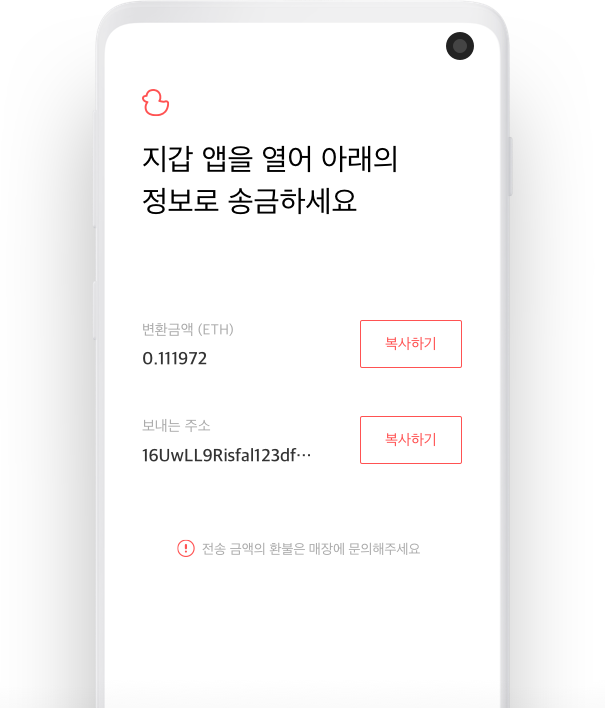 지갑 앱을 열어 아래의
정보로 송금하세요
변환금액 (ETH)
0.111972
복사하기
보내는 주소
16UwLL9Risfal123df···
복사하기
전송 금액의 환불은 매장에 문의해주세요